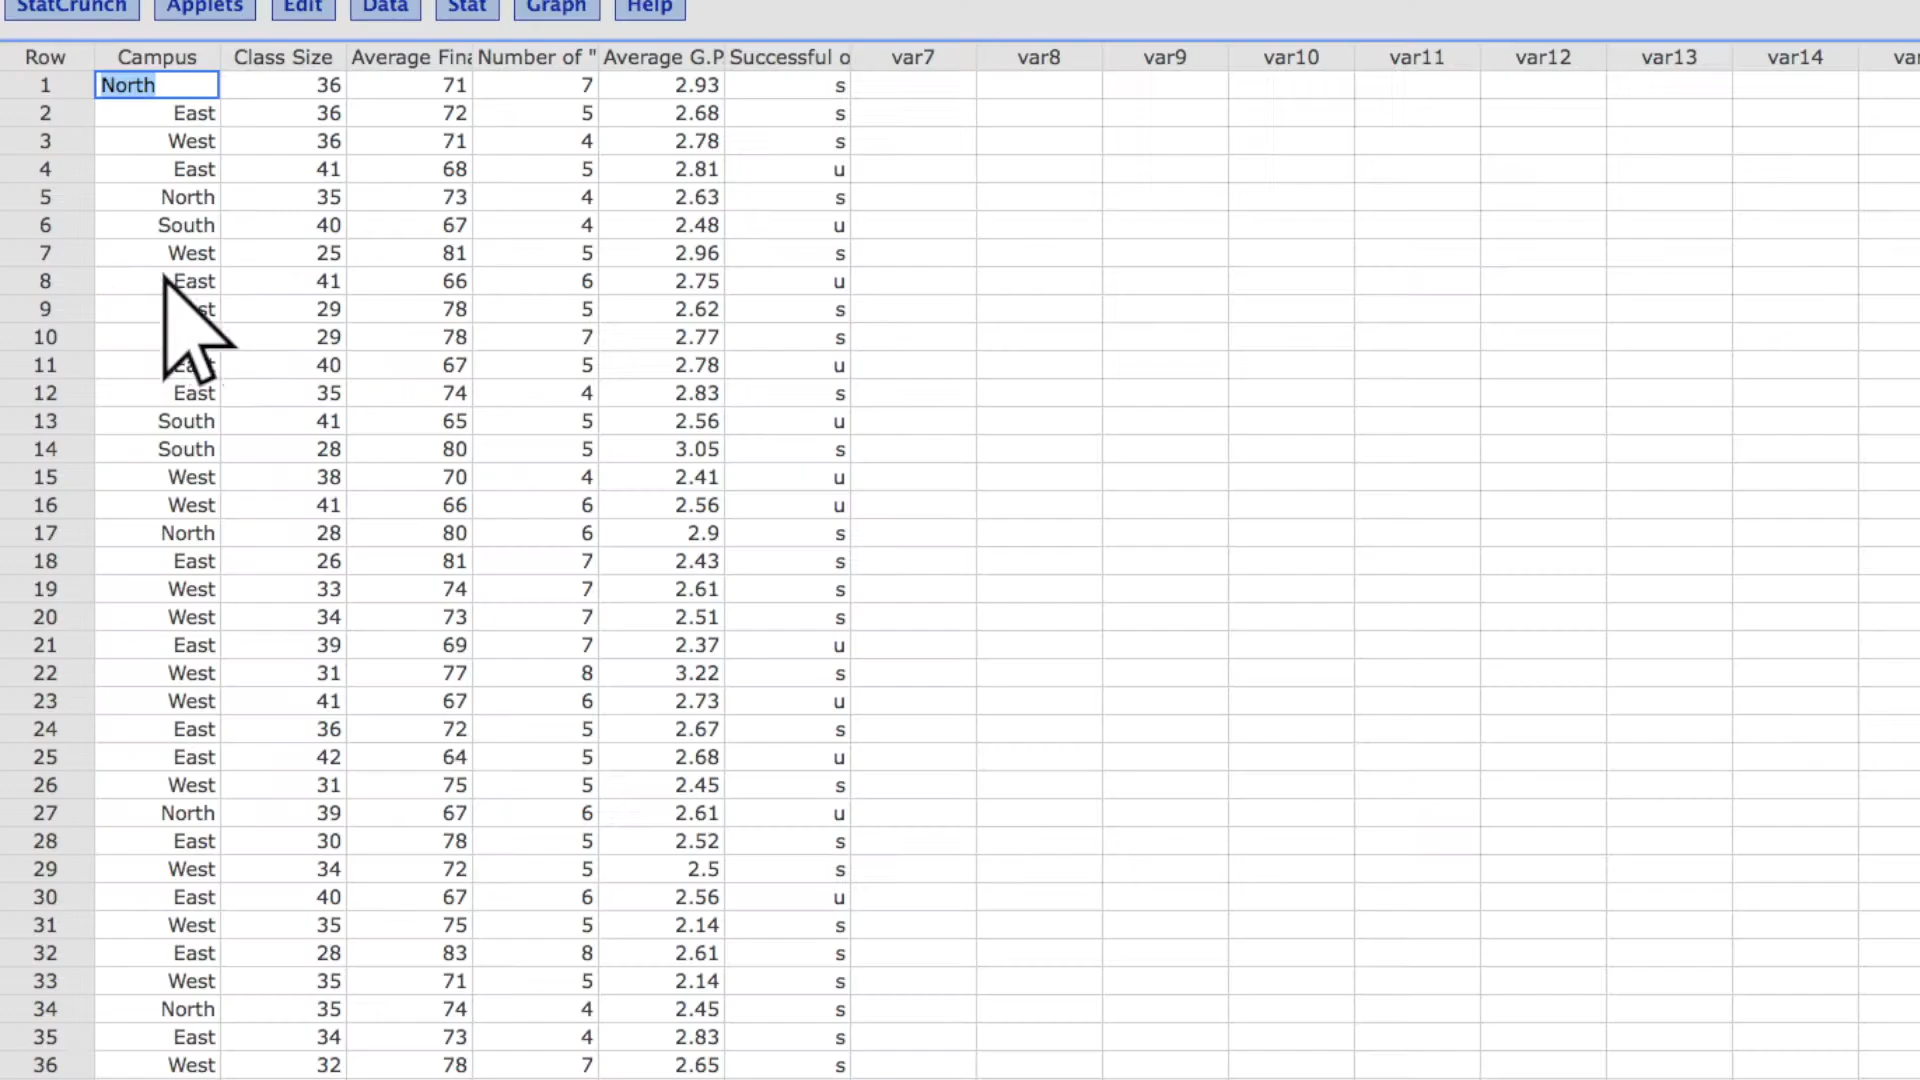 StatCrunch Applets Edit Data Stat Graph Help
Row Campus Class Size Average Fina Number of " Average G.P Successful o var7 var8 var9 var10 var11 var12 var13 var14 va
1 North 36 71 7 2.93 s
2 East 36 72 5 2.68 s
3 West 36 71 4 2.78 s
4 East 41 68 5 2.81 u
5 North 35 73 4 2.63 s
6 South 40 67 4 2.48 u
7 West 25 81 5 2.96 s
8 East 41 66 6 2.75 u
9 29 78 5 2.62 s
10 29 78 7 2.77 s
11 East 40 67 5 2.78 u
12 East 35 74 4 2.83 s
13 South 41 65 5 2.56 u
14 South 28 80 5 3.05 s
15 West 38 70 4 2.41 u
16 West 41 66 6 2.56 u
17 North 28 80 6 2.9 s
18 East 26 81 7 2.43 s
19 West 33 74 7 2.61 s
20 West 34 73 7 2.51 s
21 East 39 69 7 2.37 u
22 West 31 77 8 3.22 s
23 West 41 67 6 2.73 u
24 East 36 72 5 2.67 s
25 East 42 64 5 2.68 u
26 West 31 75 5 2.45 s
27 North 39 67 6 2.61 u
28 East 30 78 5 2.52 s
29 West 34 72 5 2.5 s
30 East 40 67 6 2.56 u
31 West 35 75 5 2.14 s
32 East 28 83 8 2.61 s
33 West 35 71 5 2.14 s
34 North 35 74 4 2.45 s
35 East 34 73 4 2.83 s
36 West 32 78 7 2.65 s